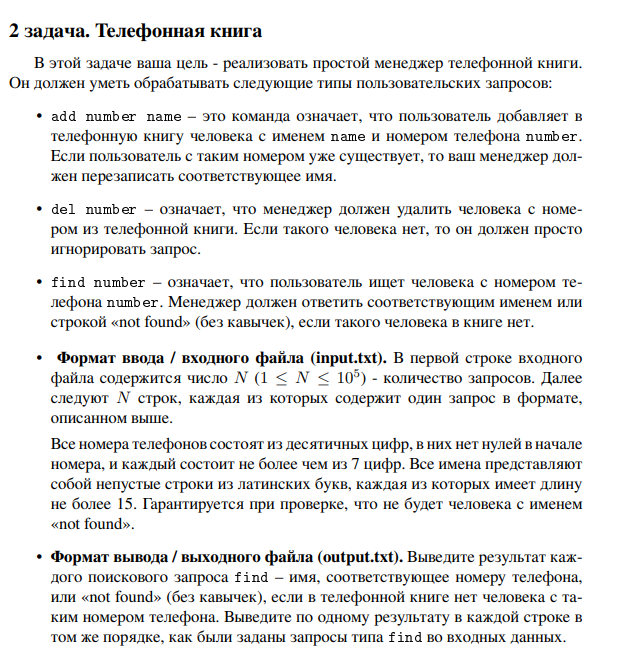 2 задача. Телефонная книга
В этой задаче ваша цель - реализовать простой менеджер телефонной книги.
Он должен уметь обрабатывать следующие типы пользовательских запросов:
• add number name – это команда означает, что пользователь добавляет в
телефонную книгу человека с именем name и номером телефона number.
Если пользователь с таким номером уже существует, то ваш менеджер дол-
жен перезаписать соответствующее имя.
• del number – означает, что менеджер должен удалить человека с номе-
ром из телефонной книги. Если такого человека нет, то он должен просто
игнорировать запрос.
• find number – означает, что пользователь ищет человека с номером те-
лефона number. Менеджер должен ответить соответствующим именем или
строкой «not found» (без кавычек), если такого человека в книге нет.
• Формат ввода / входного файла (input.txt). В первой строке входного
файла содержится число N (1 ≤ N ≤ 10⁵) - количество запросов. Далее
следуют N строк, каждая из которых содержит один запрос в формате,
описанном выше.
Все номера телефонов состоят из десятичных цифр, в них нет нулей в начале
номера, и каждый состоит не более чем из 7 цифр. Все имена представляют
собой непустые строки из латинских букв, каждая из которых имеет длину
не более 15. Гарантируется при проверке, что не будет человека с именем
«not found».
• Формат вывода / выходного файла (output.txt). Выведите результат каж-
дого поискового запроса find – имя, соответствующее номеру телефона,
или «not found» (без кавычек), если в телефонной книге нет человека с та-
ким номером телефона. Выведите по одному результату в каждой строке в
том же порядке, как были заданы запросы типа find во входных данных.